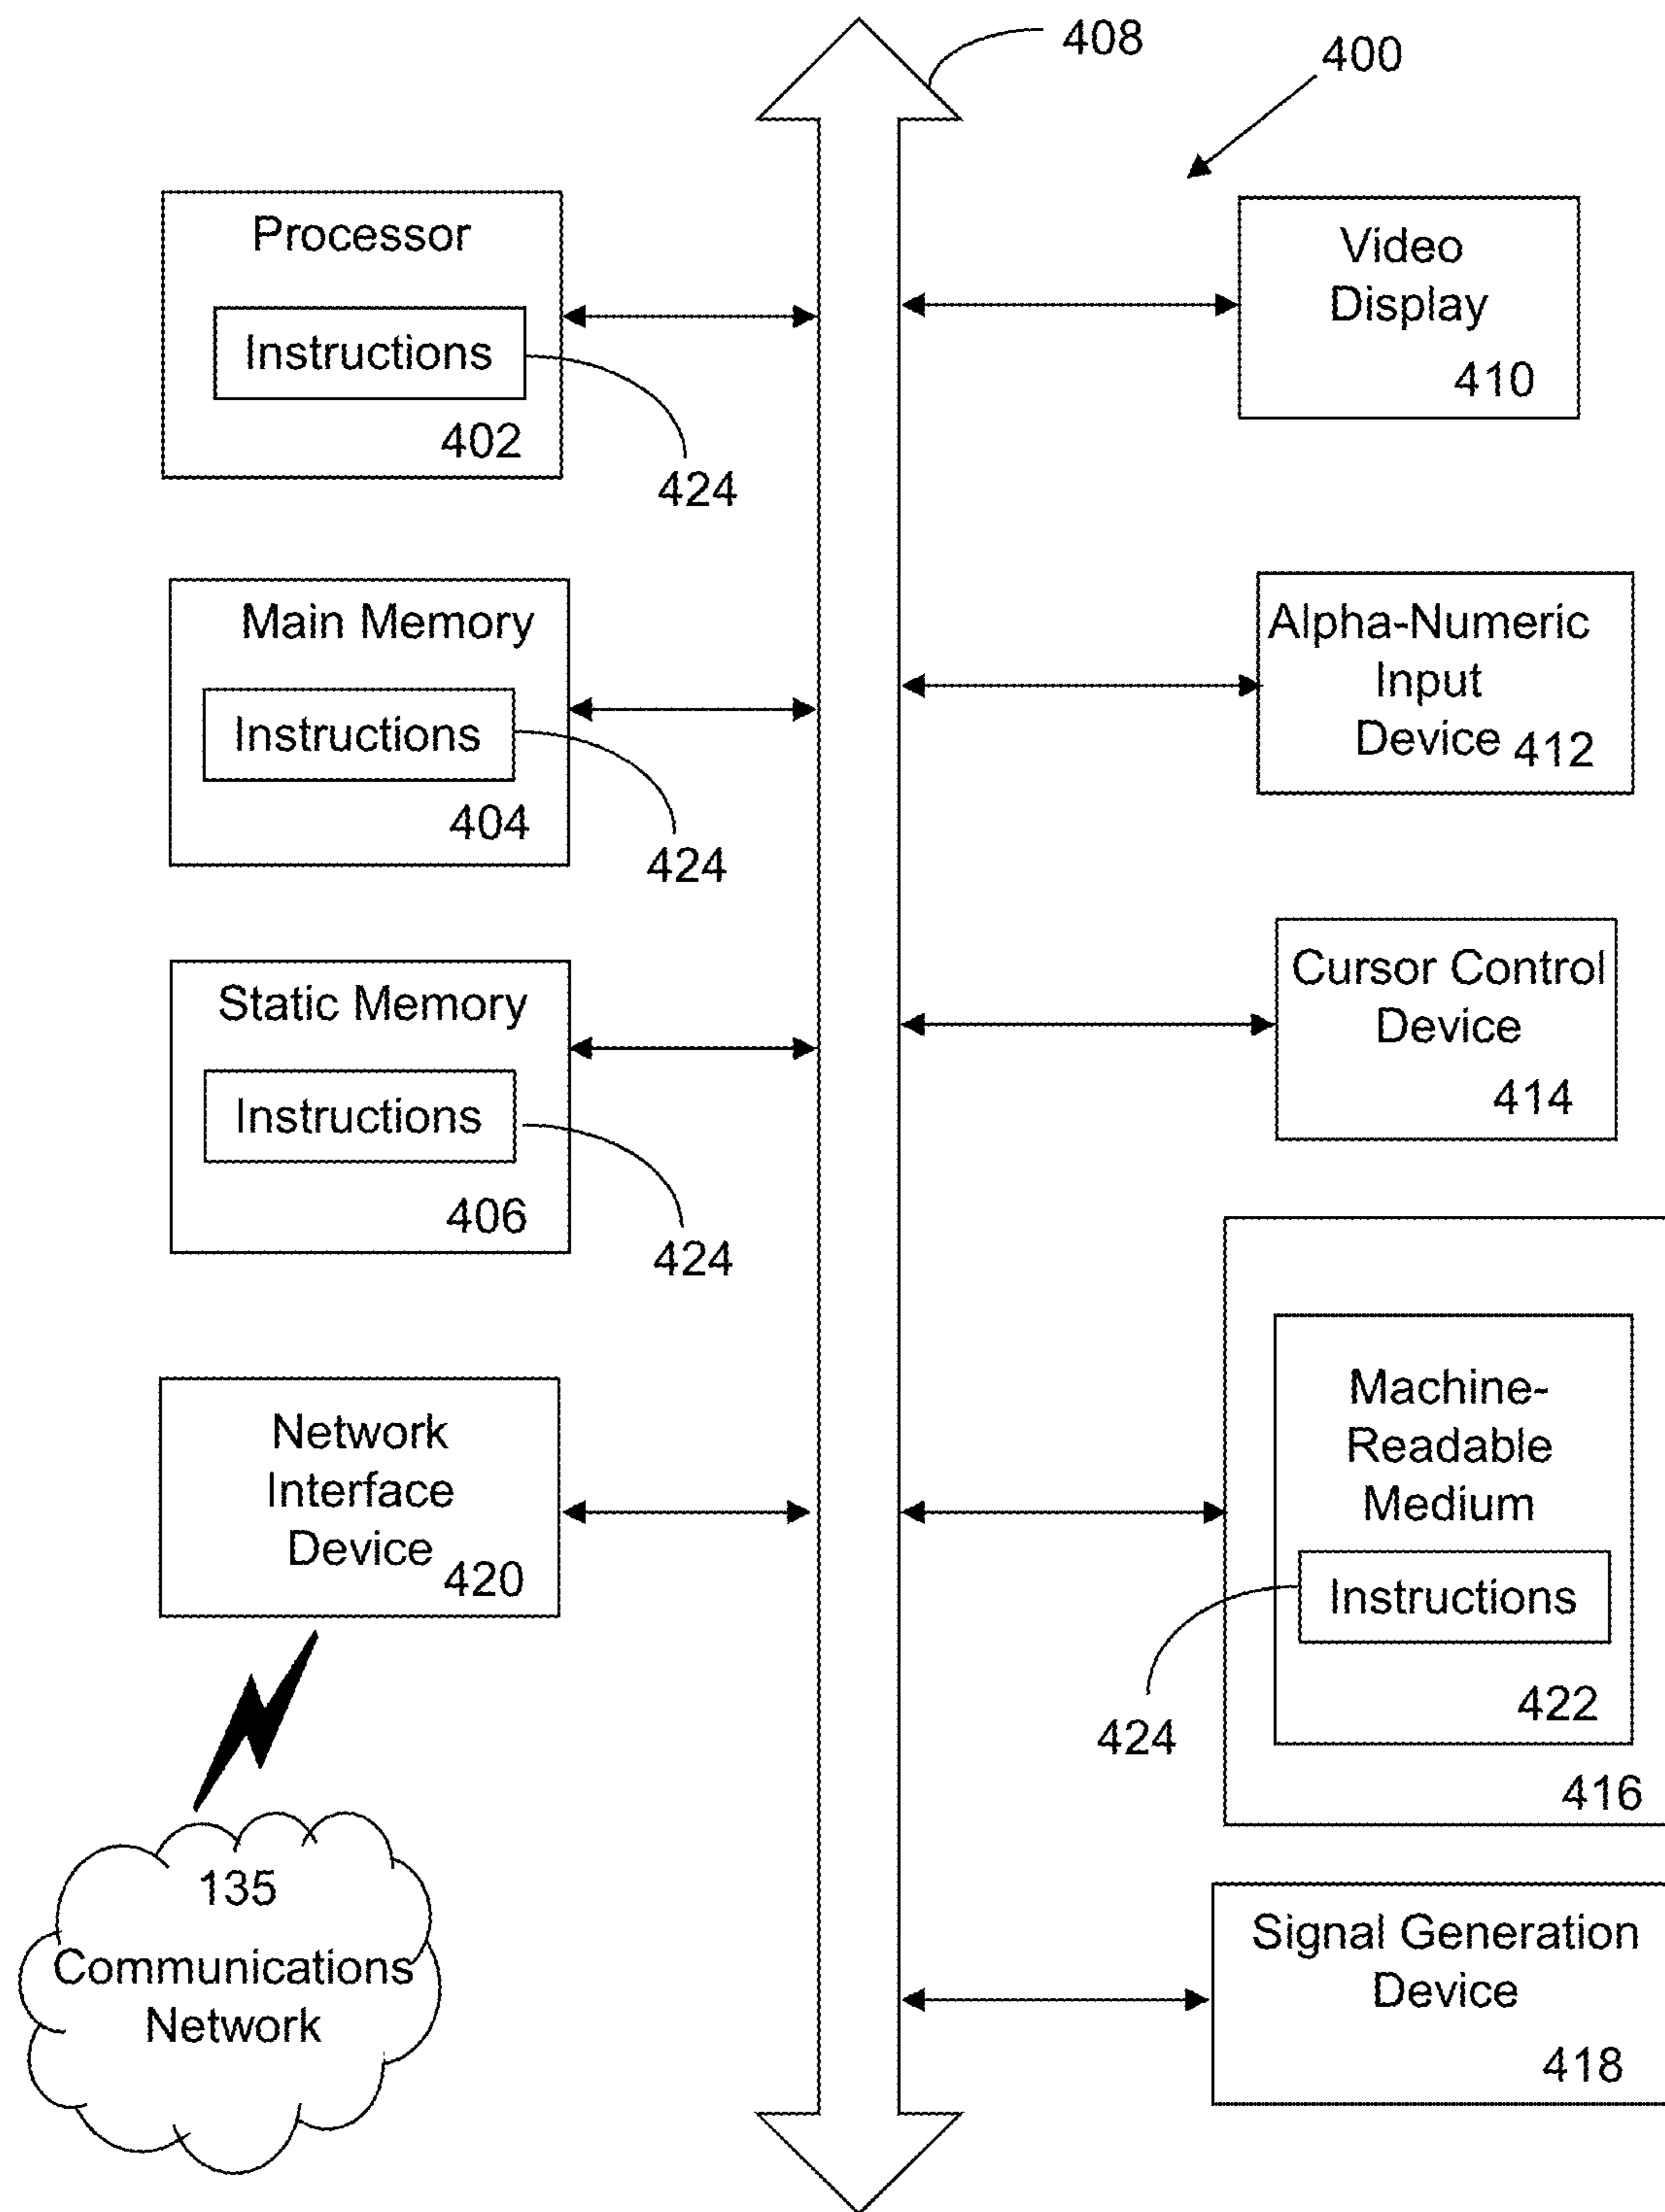 408
400
Processor
Instructions
402
424
Video
Display
410
Main Memory
Instructions
404
424
Alpha-Numeric
Input
Device 412
Static Memory
Instructions
406
424
Cursor Control
Device
414
Network
Interface
Device
420
Machine-
Readable
Medium
Instructions
422
424
416
135
Communications
Network
Signal Generation
Device
418